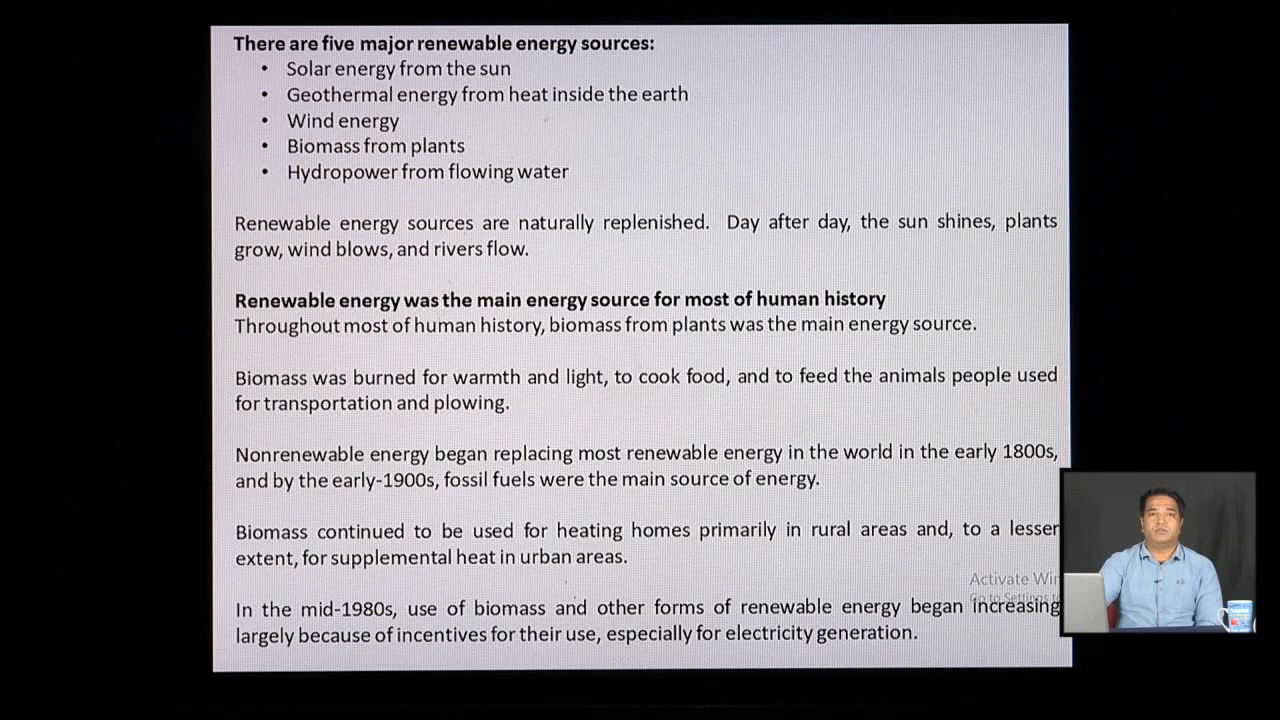 There are five major renewable energy sources:
• Solar energy from the sun
• Geothermal energy from heat inside the earth
• Wind energy
• Biomass from plants
• Hydropower from flowing water
Renewable energy sources are naturally replenished. Day after day, the sun shines, plants
grow, wind blows, and rivers flow.
Renewable energy was the main energy source for most of human history
Throughout most of human history, biomass from plants was the main energy source.
Biomass was burned for warmth and light, to cook food, and to feed the animals people used
for transportation and plowing.
Nonrenewable energy began replacing most renewable energy in the world in the early 1800s,
and by the early-1900s, fossil fuels were the main source of energy.
Biomass continued to be used for heating homes primarily in rural areas and, to a lesser
extent, for supplemental heat in urban areas.
Activate Win
Go to Settings to
In the mid-1980s, use of biomass and other forms of renewable energy began increasing
largely because of incentives for their use, especially for electricity generation.